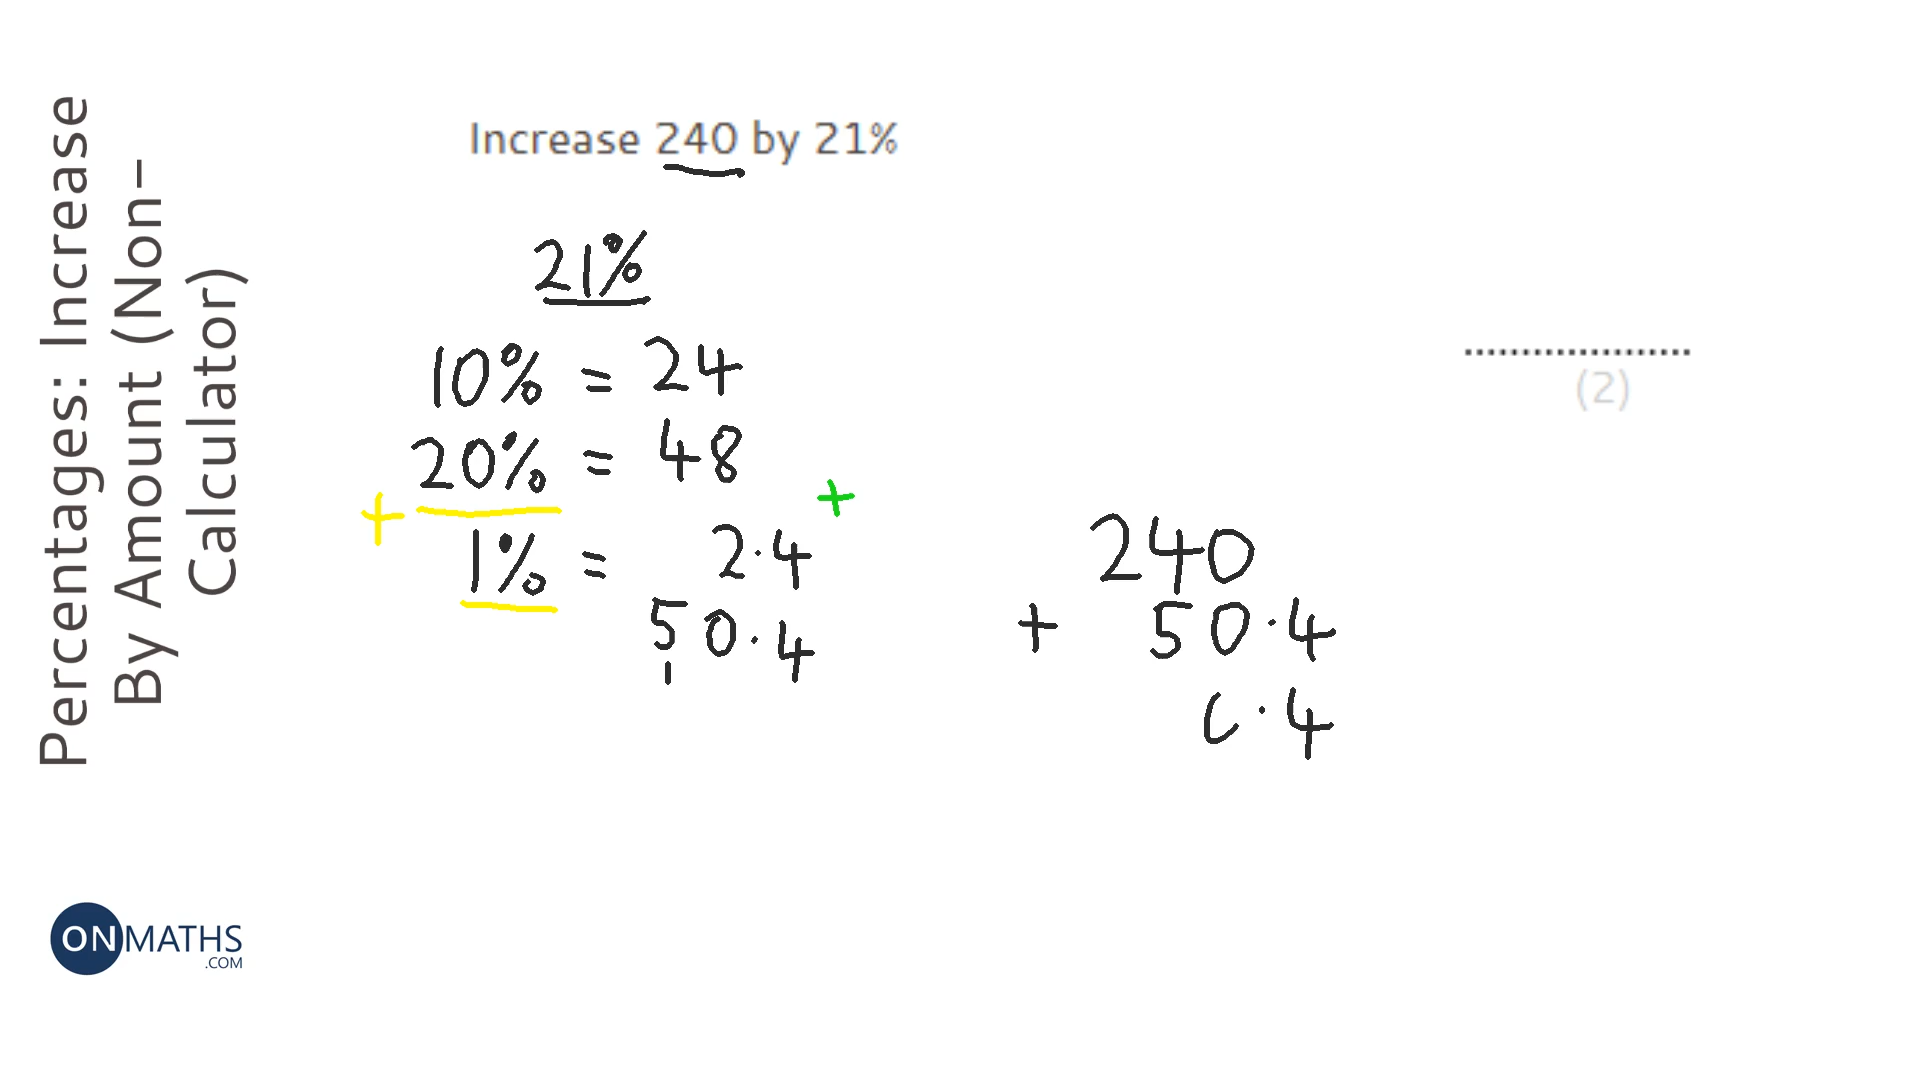 Percentages: Increase
By Amount (Non-
Calculator)
Increase 240 by 21%
21%
10% = 24
20% = 48
+
+
1% = 2.4
50.4
1
240
+ 50.4
.4
....................
(2)
ONMATHS
.COM